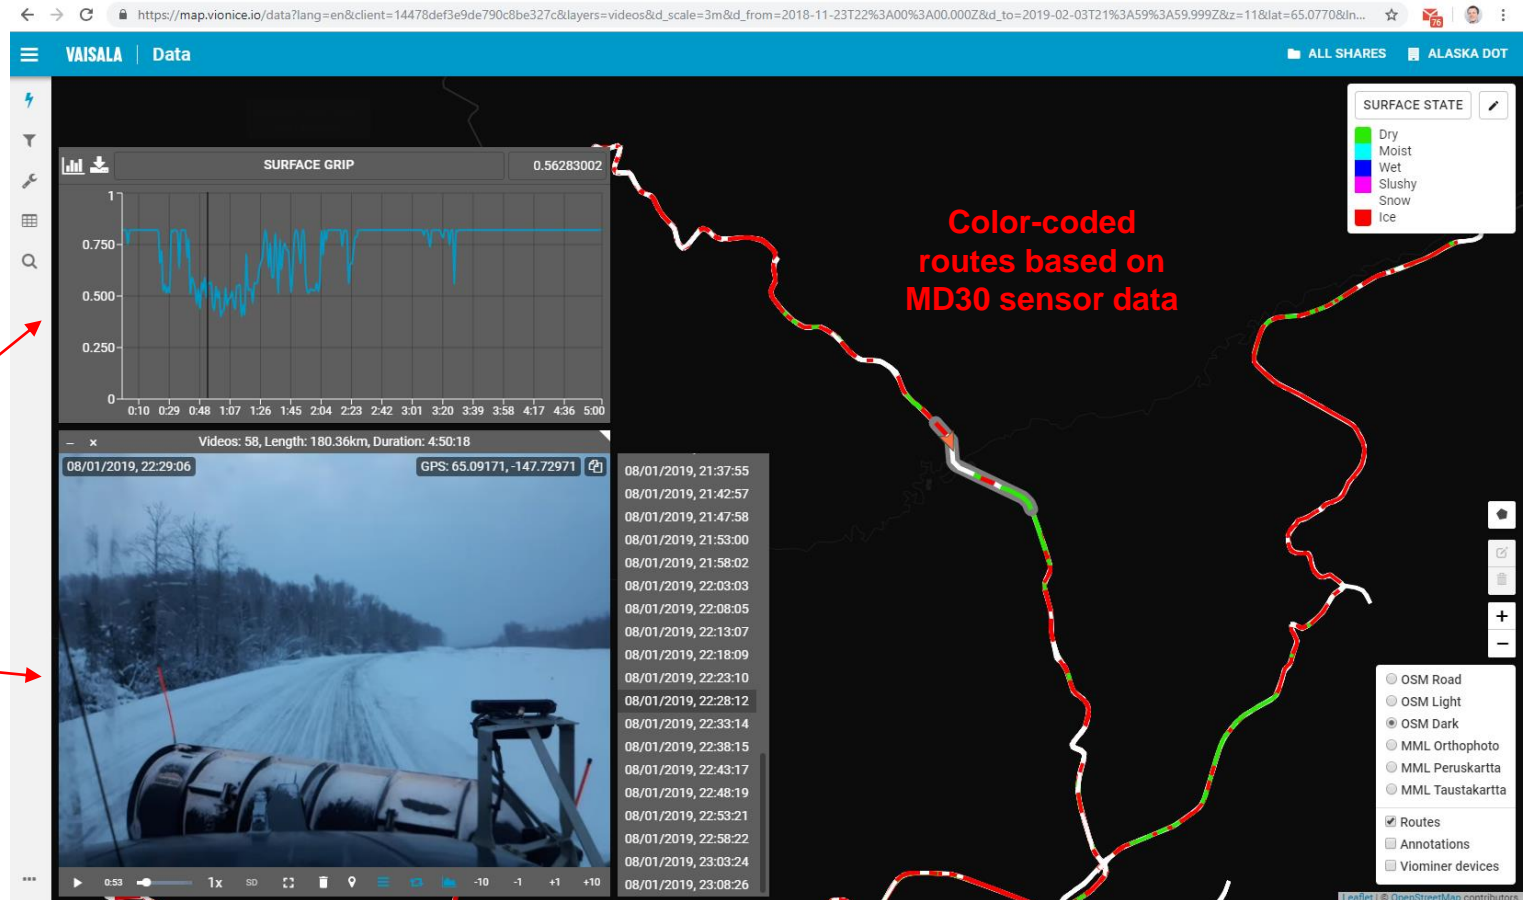 https://map.vionice.io/data?lang=en&client=14478def3e9de790c8be327c&layers=videos&d_scale=3m&d_from=2018-11-23T22%3A00%3A00.000Z&d_to=2019-02-03T21%3A59%3A59.999Z&z=11&lat=65.0770&ln...
76
VAISALA | Data
ALL SHARES
ALASKA DOT
SURFACE STATE
Dry
Moist
Wet
Slushy
Snow
Ice
SURFACE GRIP
0.56283002
1
0.750
0.500
0.250
0
0:10 0:29 0:48 1:07 1:26 1:45 2:04 2:23 2:42 3:01 3:20 3:39 3:58 4:17 4:36 5:00
Color-coded
routes based on
MD30 sensor data
Videos: 58, Length: 180.36km, Duration: 4:50:18
08/01/2019, 22:29:06
GPS: 65.09171, -147.72971
08/01/2019, 21:37:55
08/01/2019, 21:42:57
08/01/2019, 21:47:58
08/01/2019, 21:53:00
08/01/2019, 21:58:02
08/01/2019, 22:03:03
08/01/2019, 22:08:05
08/01/2019, 22:13:07
08/01/2019, 22:18:09
08/01/2019, 22:23:10
08/01/2019, 22:28:12
08/01/2019, 22:33:14
08/01/2019, 22:38:15
08/01/2019, 22:43:17
08/01/2019, 22:48:19
08/01/2019, 22:53:21
08/01/2019, 22:58:22
08/01/2019, 23:03:24
08/01/2019, 23:08:26
0:53
1x
SD
-10
-1
+1
+10
+
−
OSM Road
OSM Light
OSM Dark
MML Orthophoto
MML Peruskartta
MML Taustakartta
Routes
Annotations
Viominer devices
Leaflet | © OpenStreetMap contributors